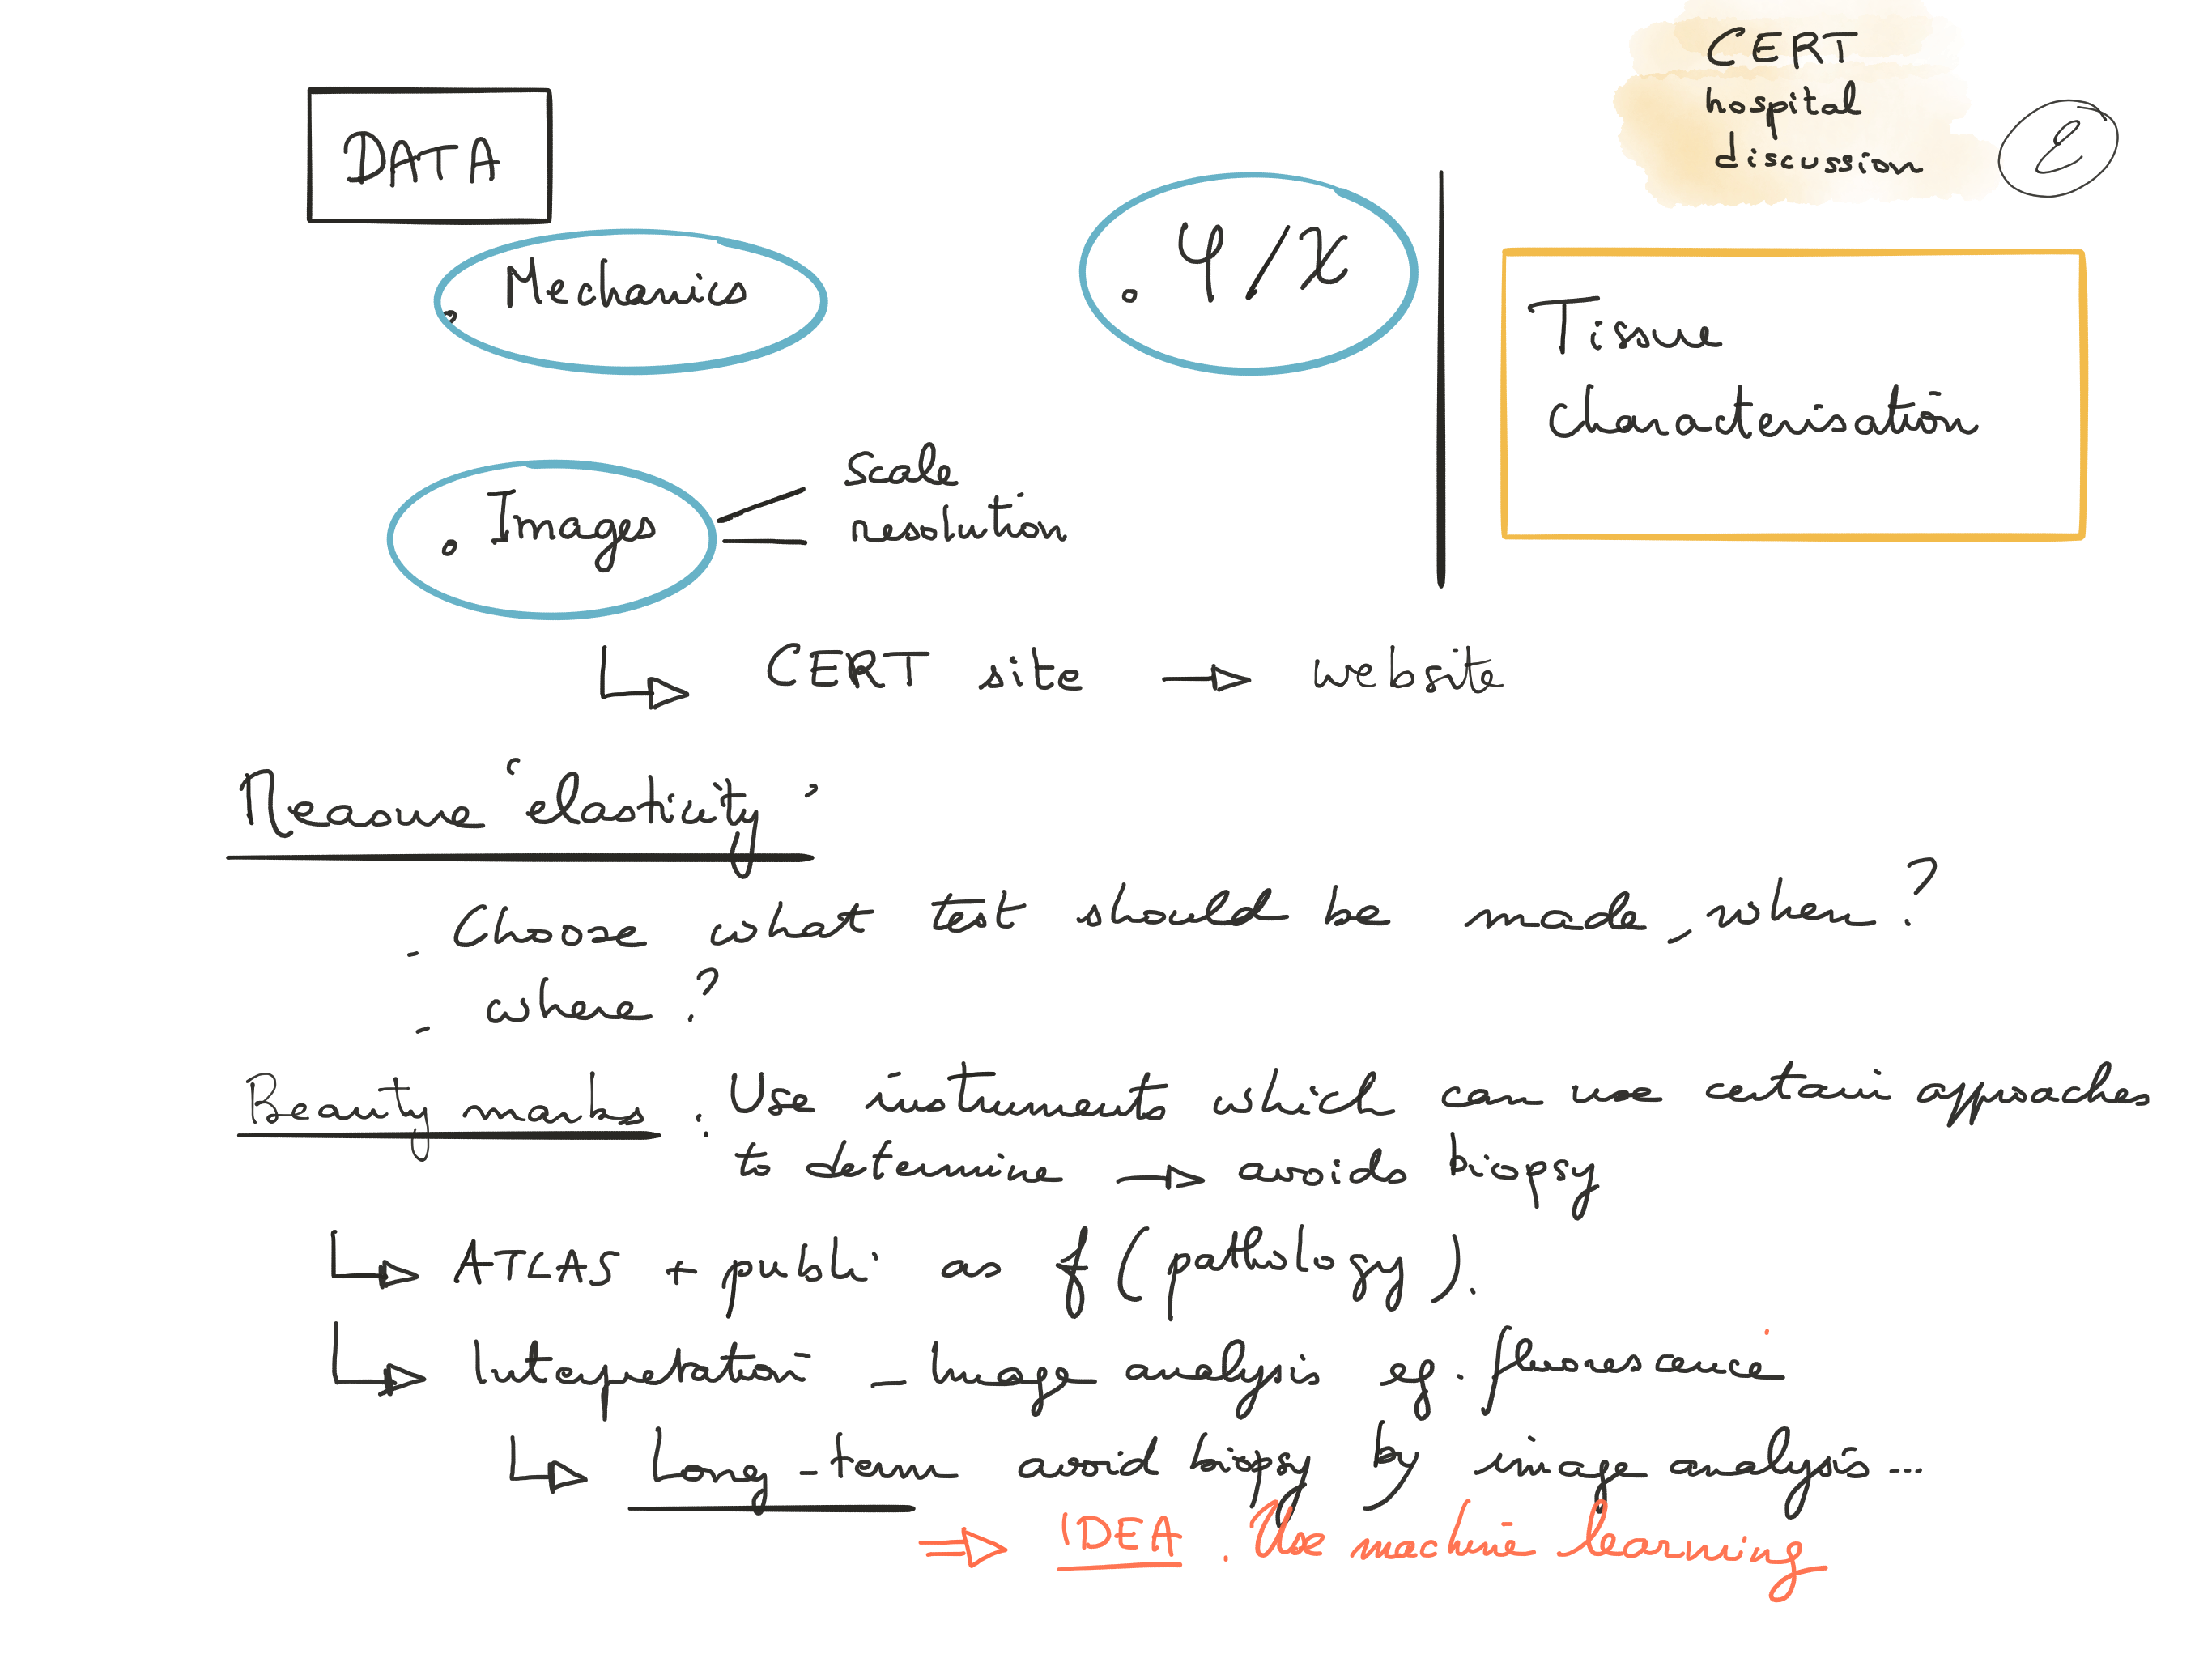 CERT
hospital
discussion
DATA
. Mechanics
. φ/χ
Tissue
characterisation
. Images
scale
resolution
CERT site → website
Measure 'elasticity'
- Choose what test should be made, when?
- where?
Beauty marks : Use instruments which can use certain approaches
to determine → avoids biopsy
ATLAS + publi. as f (pathology).
Interpretation - Image analysis eg. fluorescence
Long-term avoid biopsy by image analysis...
⇒ IDEA . Use machine learning